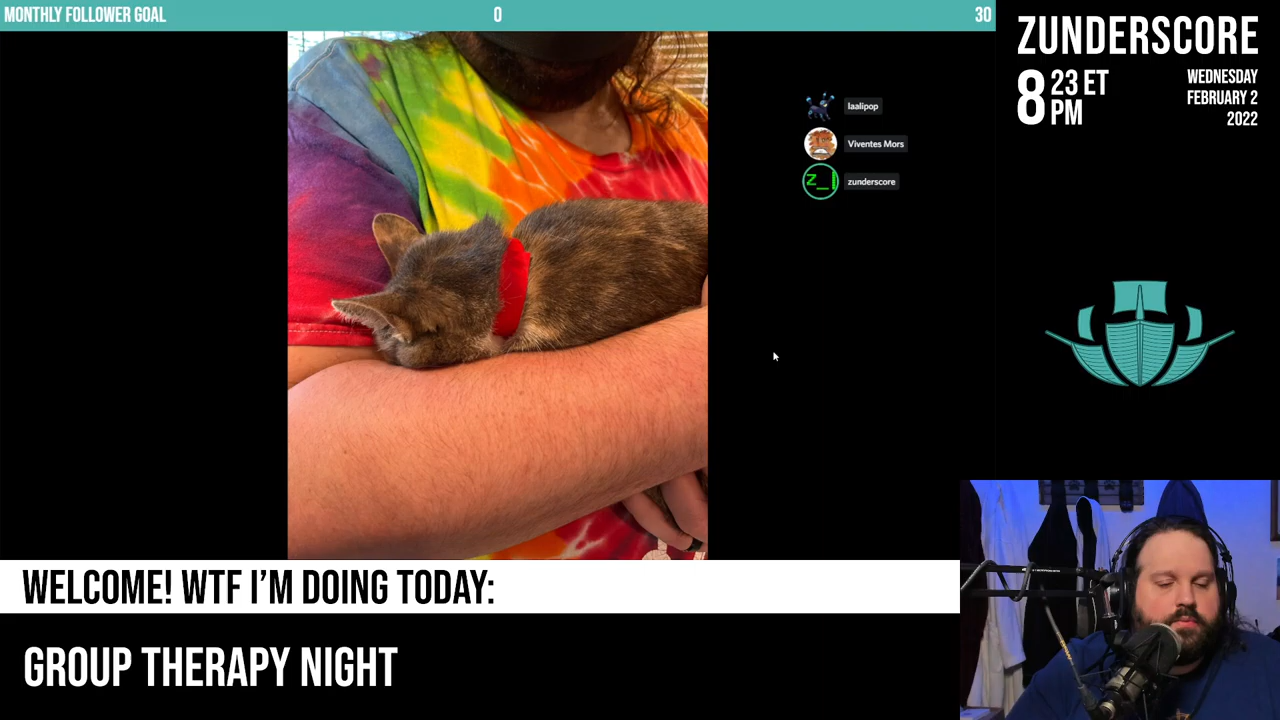 MONTHLY FOLLOWER GOAL 0 30
ZUNDERSCORE
8 23 ET PM
WEDNESDAY
FEBRUARY 2
2022
laalipop
Viventes Mors
Z_
zunderscore
WELCOME! WTF I'M DOING TODAY:
GROUP THERAPY NIGHT